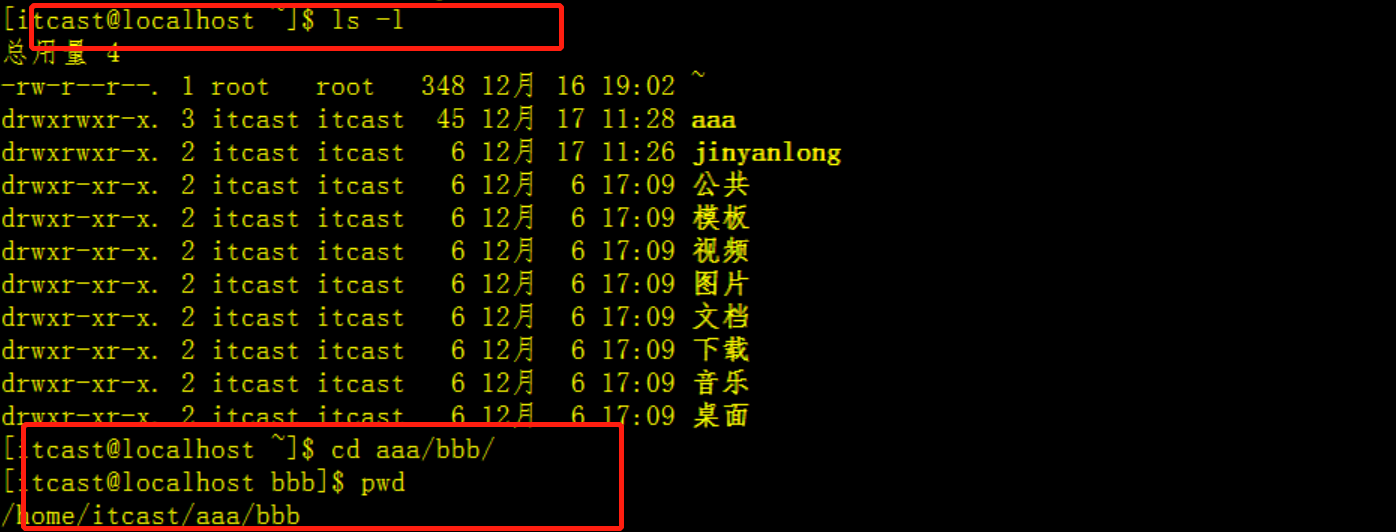 [itcast@localhost ~]$ ls -l
总用量 4
-rw-r--r--. 1 root   root   348 12月 16 19:02 ~
drwxrwxr-x. 3 itcast itcast  45 12月 17 11:28 aaa
drwxrwxr-x. 2 itcast itcast   6 12月 17 11:26 jinyanlong
drwxr-xr-x. 2 itcast itcast   6 12月  6 17:09 公共
drwxr-xr-x. 2 itcast itcast   6 12月  6 17:09 模板
drwxr-xr-x. 2 itcast itcast   6 12月  6 17:09 视频
drwxr-xr-x. 2 itcast itcast   6 12月  6 17:09 图片
drwxr-xr-x. 2 itcast itcast   6 12月  6 17:09 文档
drwxr-xr-x. 2 itcast itcast   6 12月  6 17:09 下载
drwxr-xr-x. 2 itcast itcast   6 12月  6 17:09 音乐
drwxr-xr-x. 2 itcast itcast   6 12月  6 17:09 桌面
[itcast@localhost ~]$ cd aaa/bbb/
[itcast@localhost bbb]$ pwd
/home/itcast/aaa/bbb